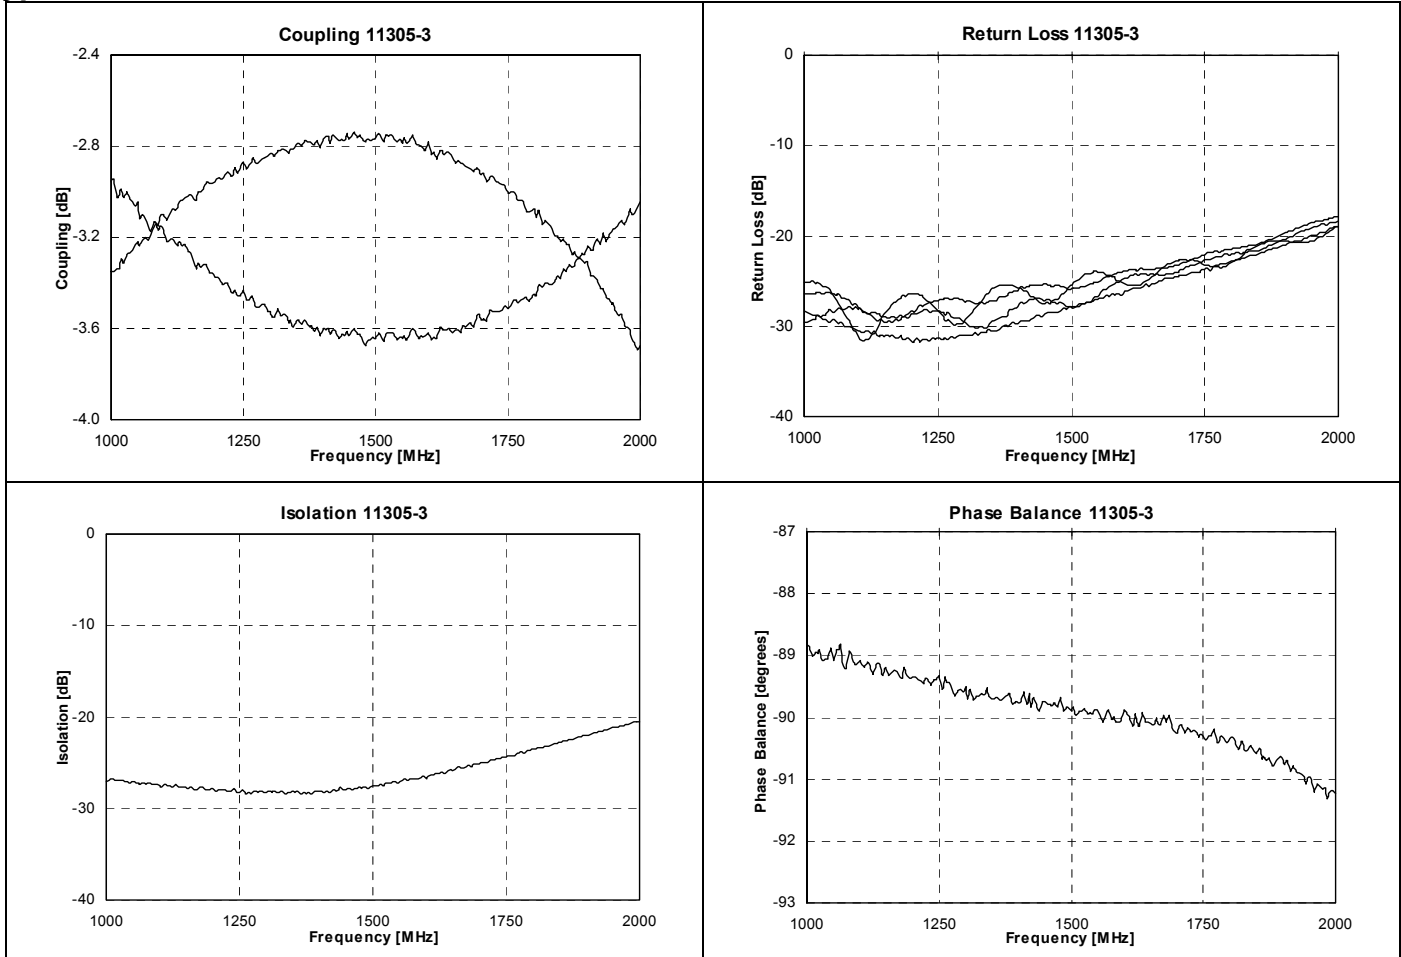 Coupling 11305-3
-2.4
-2.8
-3.2
-3.6
-4.0
Coupling [dB]
1000 1250 1500 1750 2000
Frequency [MHz]
Return Loss 11305-3
0
-10
-20
-30
-40
Return Loss [dB]
1000 1250 1500 1750 2000
Frequency [MHz]
Isolation 11305-3
0
-10
-20
-30
-40
Isolation [dB]
1000 1250 1500 1750 2000
Frequency [MHz]
Phase Balance 11305-3
-87
-88
-89
-90
-91
-92
-93
Phase Balance [degrees]
1000 1250 1500 1750 2000
Frequency [MHz]